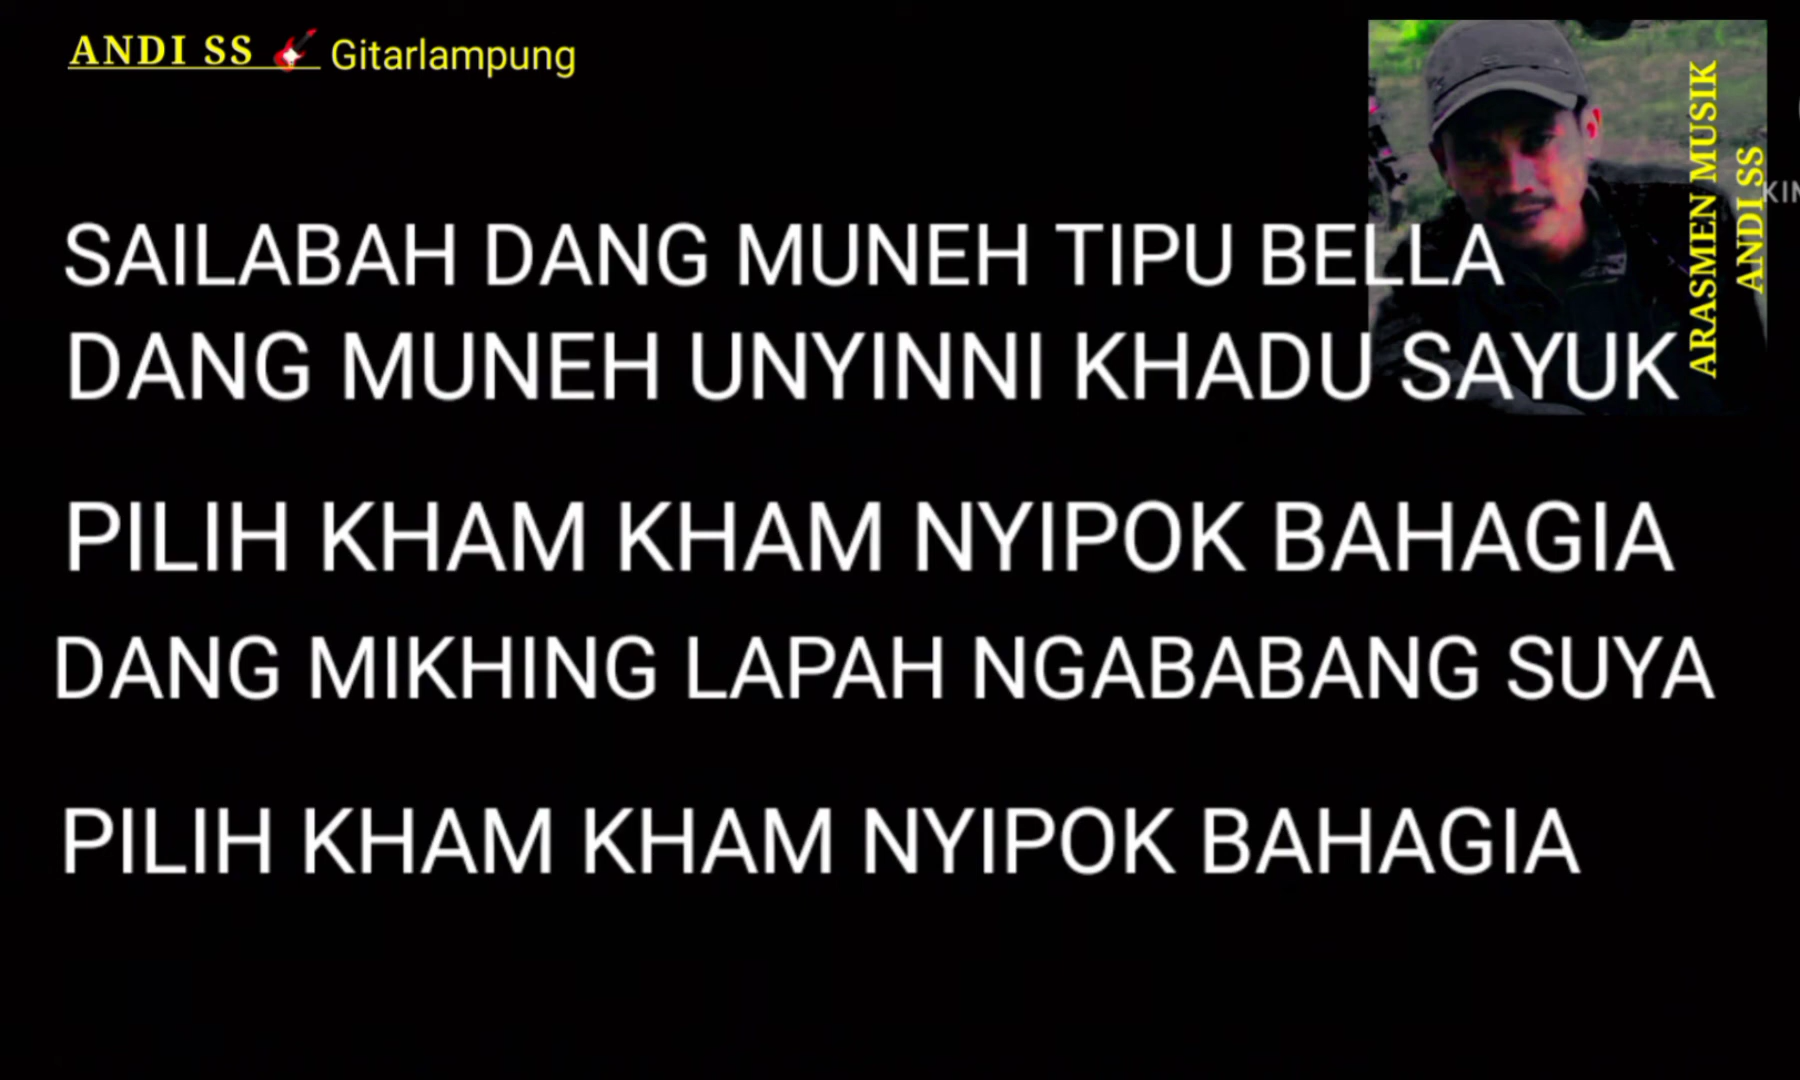 ANDI SS 🎸 Gitarlampung
ARASMEN MUSIK
ANDI SS
SAILABAH DANG MUNEH TIPU BELLA
DANG MUNEH UNYINNI KHADU SAYUK
PILIH KHAM KHAM NYIPOK BAHAGIA
DANG MIKHING LAPAH NGABABANG SUYA
PILIH KHAM KHAM NYIPOK BAHAGIA